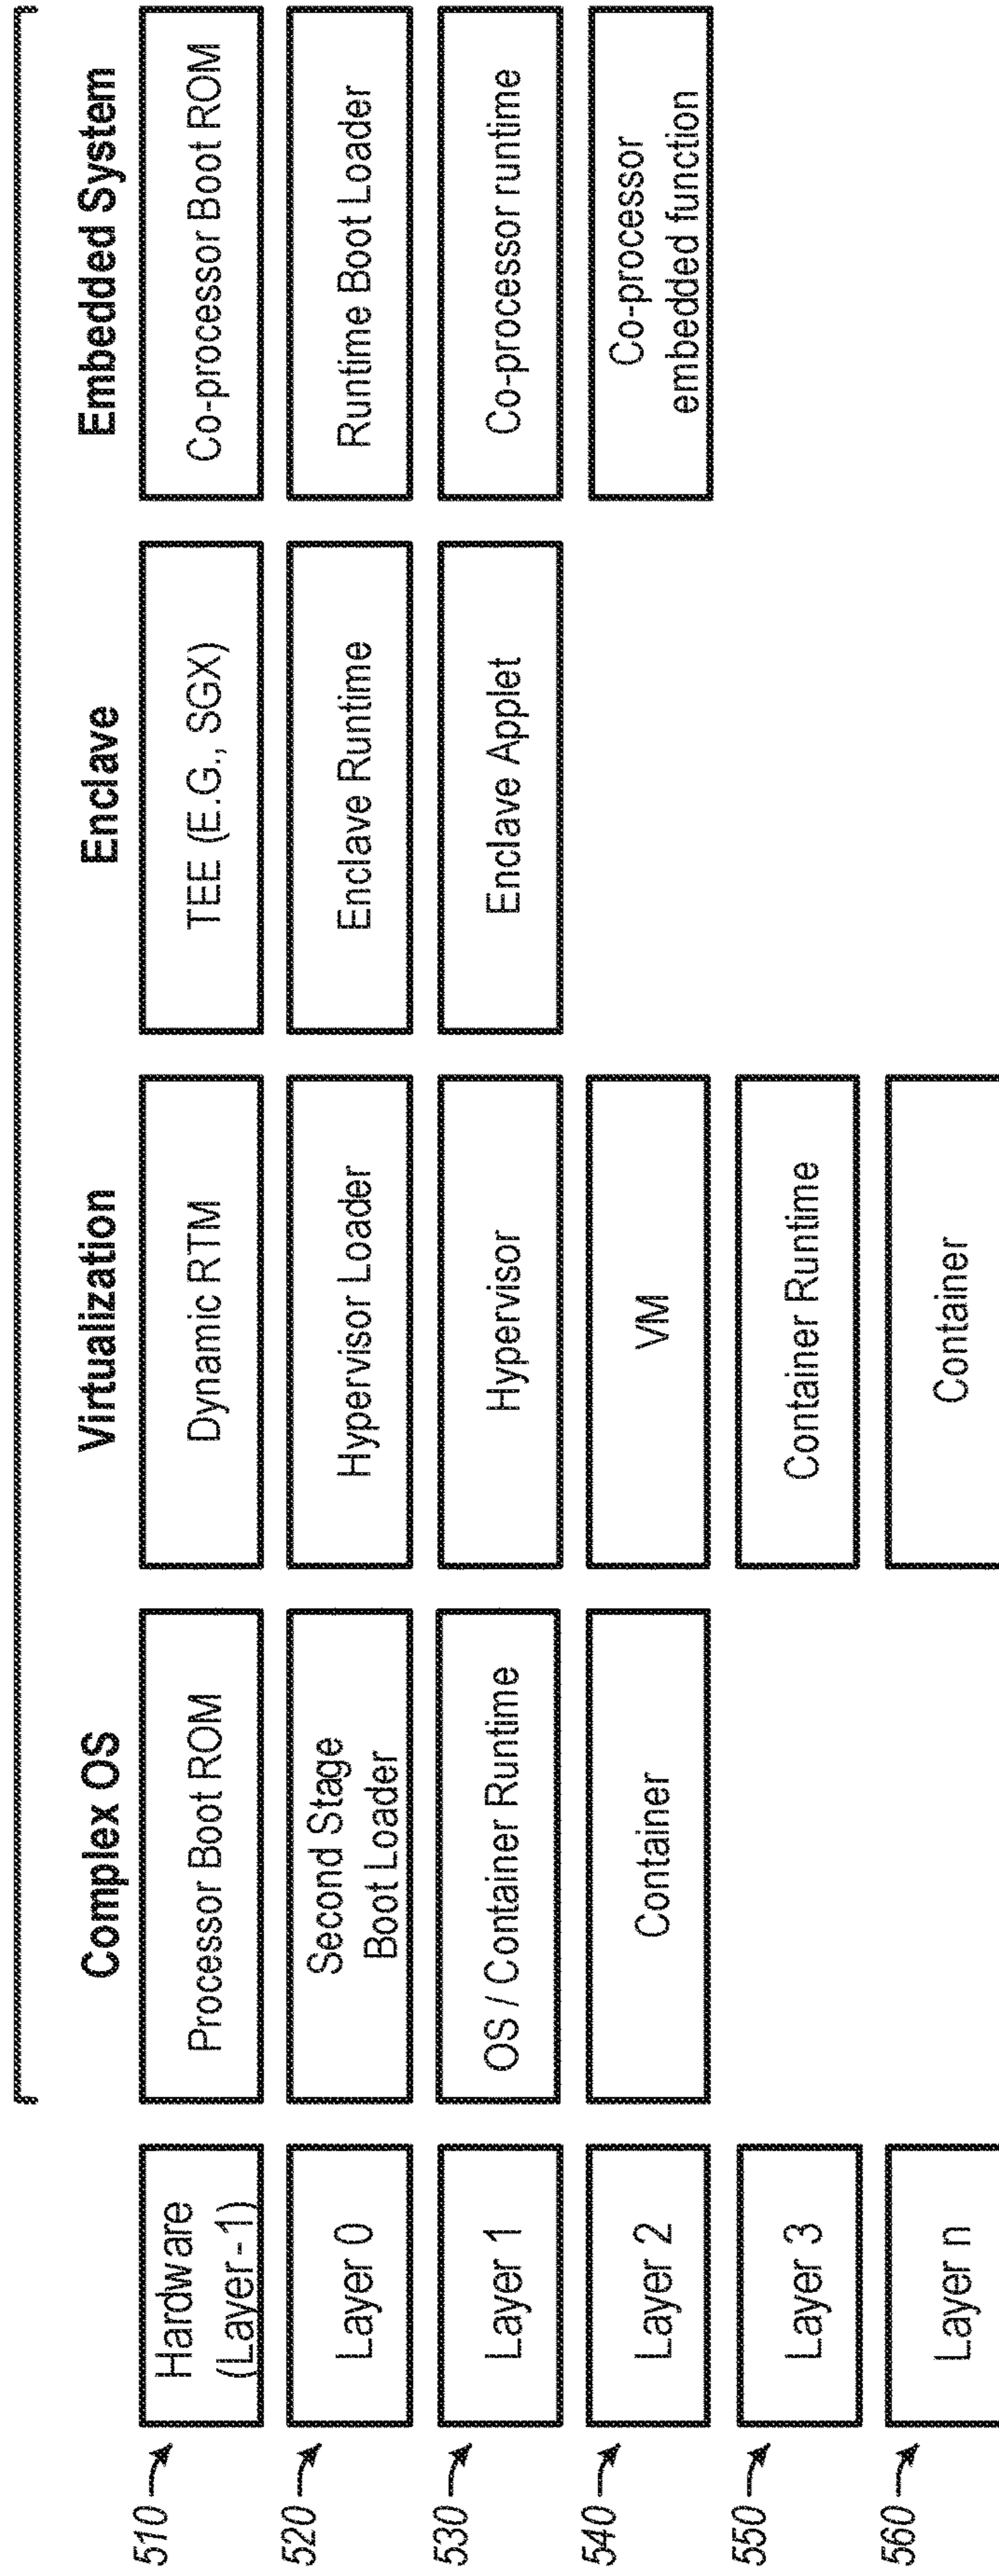 Complex OS
Virtualization
Enclave
Embedded System
510
Hardware
(Layer-1)
Processor Boot ROM
Dynamic RTM
TEE (E.G., SGX)
Co-processor Boot ROM
520
Layer 0
Second Stage
Boot Loader
Hypervisor Loader
Enclave Runtime
Runtime Boot Loader
530
Layer 1
OS / Container Runtime
Hypervisor
Enclave Applet
Co-processor runtime
540
Layer 2
Container
VM
Co-processor
embedded function
550
Layer 3
Container Runtime
560
Layer n
Container